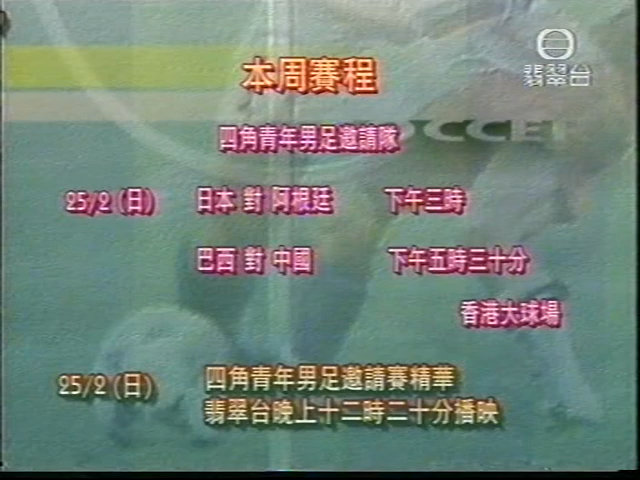 翡翠台
本周賽程
SOCCER
四角青年男足邀請隊
25/2 (日) 日本 對 阿根廷 下午三時
巴西 對 中國 下午五時三十分
香港大球場
25/2 (日) 四角青年男足邀請賽精華
翡翠台晚上十二時二十分播映